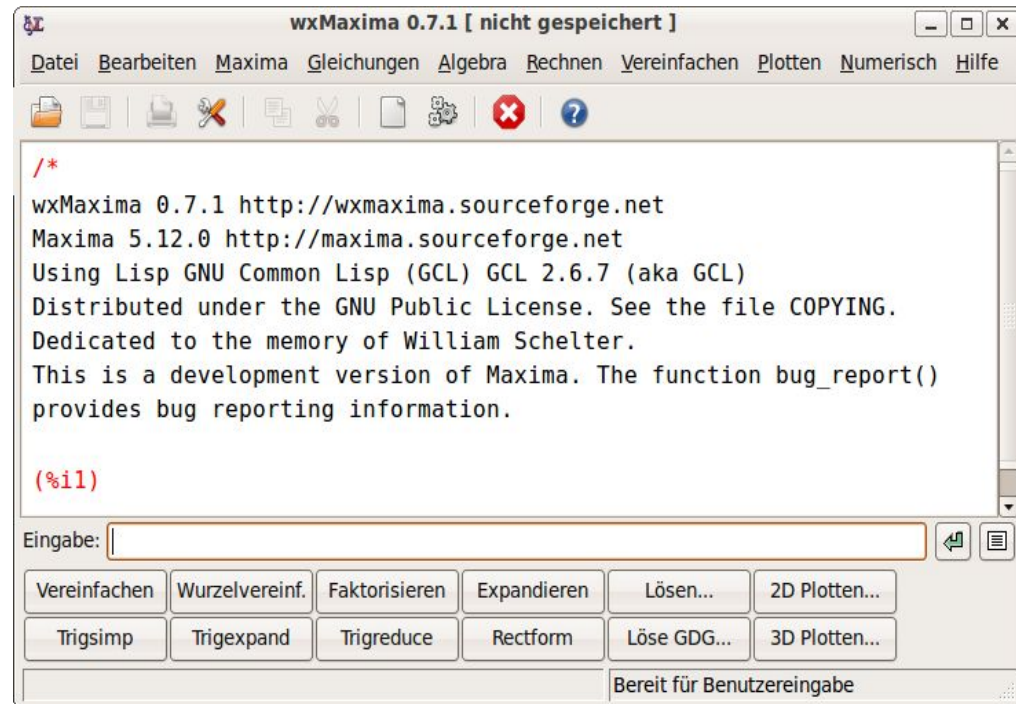 wxMaxima 0.7.1 [ nicht gespeichert ]
Datei Bearbeiten Maxima Gleichungen Algebra Rechnen Vereinfachen Plotten Numerisch Hilfe
/*
wxMaxima 0.7.1 http://wxmaxima.sourceforge.net
Maxima 5.12.0 http://maxima.sourceforge.net
Using Lisp GNU Common Lisp (GCL) GCL 2.6.7 (aka GCL)
Distributed under the GNU Public License. See the file COPYING.
Dedicated to the memory of William Schelter.
This is a development version of Maxima. The function bug_report()
provides bug reporting information.
(%i1)
Eingabe:
Vereinfachen Wurzelvereinf. Faktorisieren Expandieren Lösen... 2D Plotten...
Trigsimp Trigexpand Trigreduce Rectform Löse GDG... 3D Plotten...
Bereit für Benutzereingabe